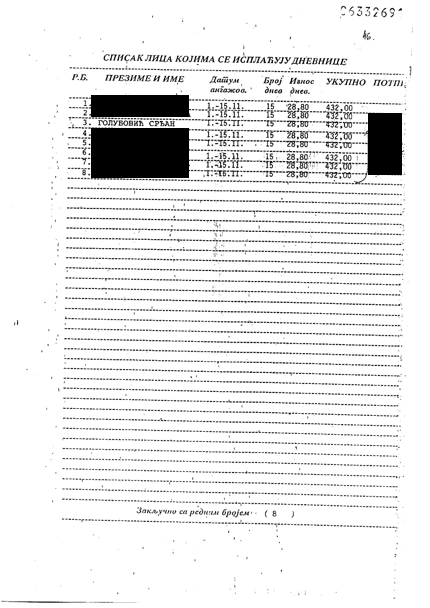 06332691
СПИСАК ЛИЦА КОЈИМА СЕ ИСПЛАЋУЈУ ДНЕВНИЦЕ
Р.Б. ПРЕЗИМЕ И ИМЕ Датум ангажов. Број днева Износ днев. УКУПНО ПОТПИ
1. 1.-15.11. 15 28,80 432,00
2. 1.-15.11. 15 28,80 432,00
3. ГОЛУБОВИЋ СРЂАН 1.-15.11. 15 28,80 432,00
4. 1.-15.11. 15 28,80 432,00
5. 1.-15.11. 15 28,80 432,00
6. 1.-15.11. 15 28,80 432,00
7. 1.-15.11. 15 28,80 432,00
8. 1.-15.11. 15 28,80 432,00
Закључно са редним бројем ( 8 )